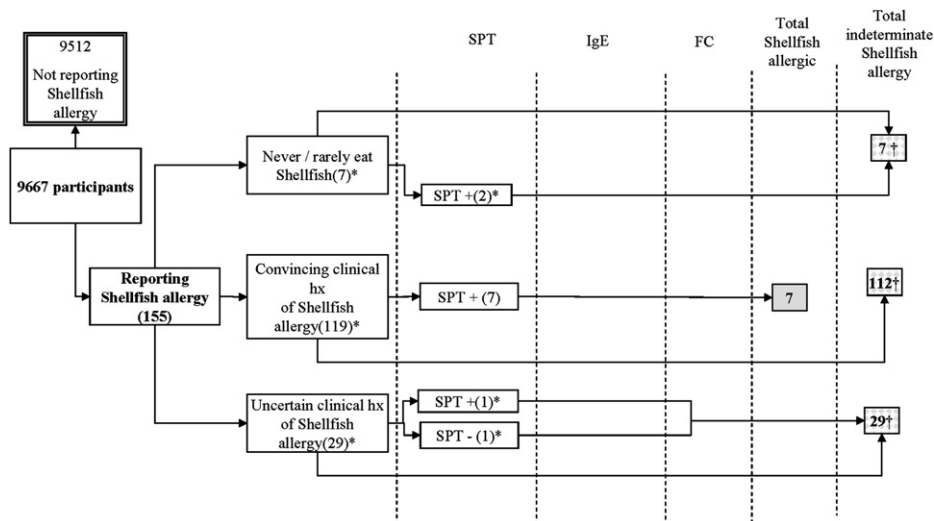 SPT
IgE
FC
Total
Shellfish
allergic
Total
indeterminate
Shellfish
allergy
9512
Not reporting
Shellfish
allergy
9667 participants
Reporting
Shellfish allergy
(155)
Never / rarely eat
Shellfish(7)*
SPT +(2)*
7 †
Convincing clinical
hx
of Shellfish
allergy(119)*
SPT + (7)
7
112†
Uncertain clinical hx
of Shellfish
allergy(29)*
SPT +(1)*
SPT - (1)*
29†